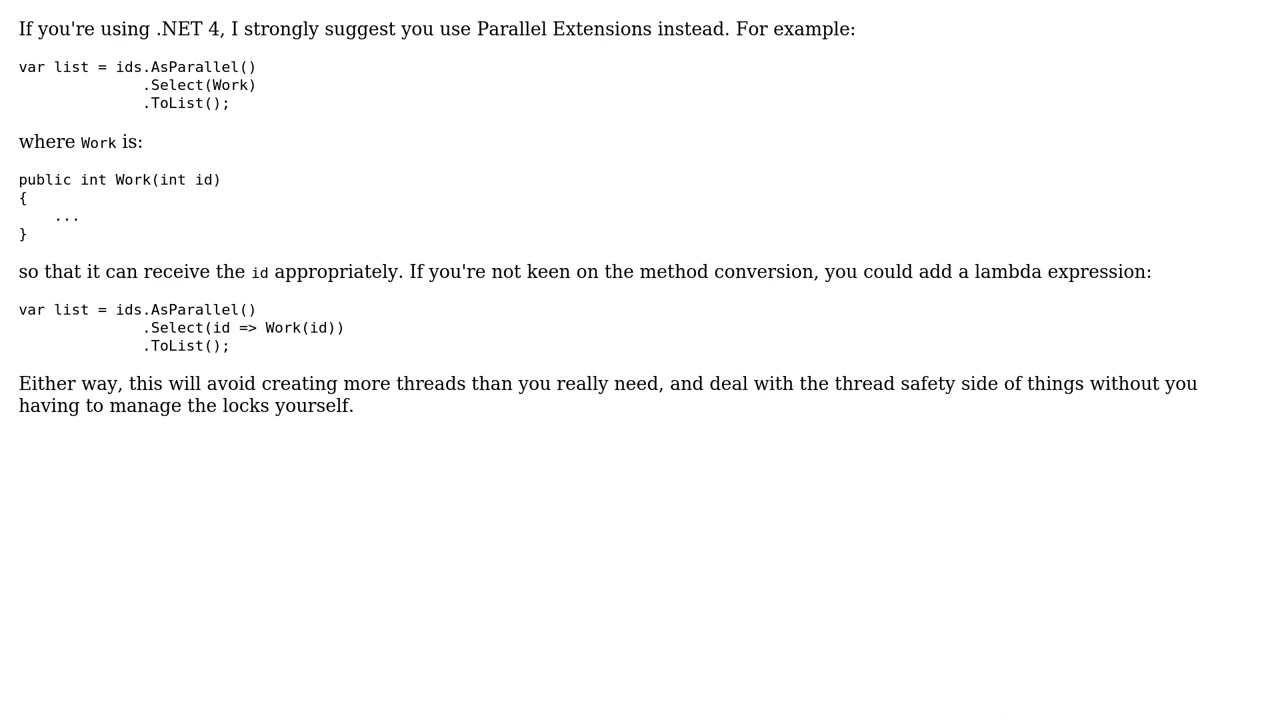 If you're using .NET 4, I strongly suggest you use Parallel Extensions instead. For example:
var list = ids.AsParallel()
              .Select(Work)
              .ToList();
where Work is:
public int Work(int id)
{
    ...
}
so that it can receive the id appropriately. If you're not keen on the method conversion, you could add a lambda expression:
var list = ids.AsParallel()
              .Select(id => Work(id))
              .ToList();
Either way, this will avoid creating more threads than you really need, and deal with the thread safety side of things without you
having to manage the locks yourself.